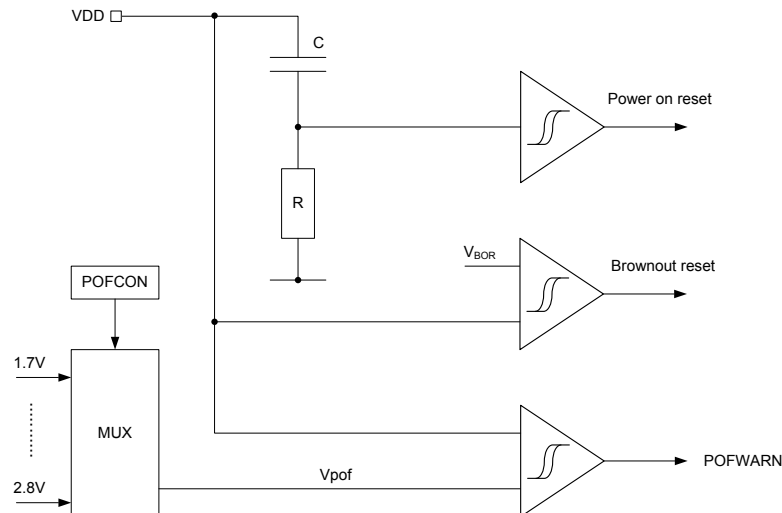 VDD
C
Power on reset
R
VBOR
Brownout reset
POFCON
1.7V
MUX
Vpof
POFWARN
2.8V